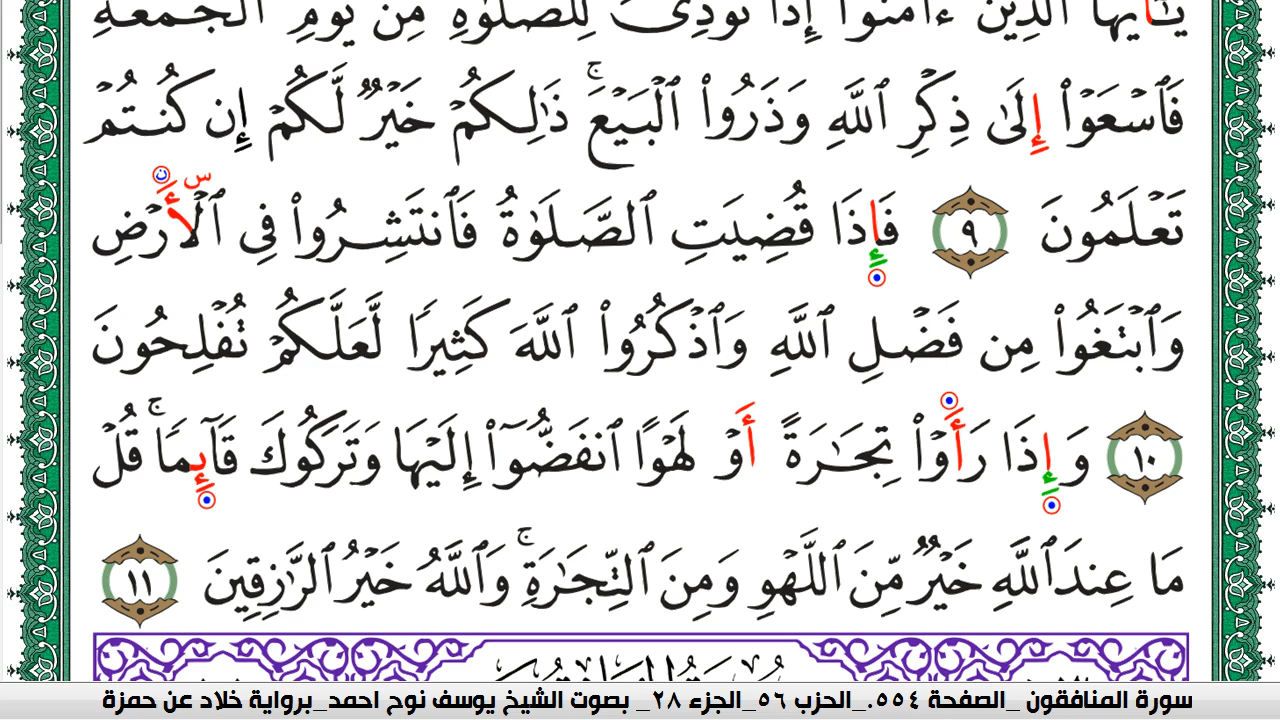 يَـٰٓأَيُّهَا ٱلَّذِينَ ءَامَنُوٓا۟ إِذَا نُودِىَ لِلصَّلَوٰةِ مِن يَوْمِ ٱلْجُمُعَةِ
فَٱسْعَوْا۟ إِلَىٰ ذِكْرِ ٱللَّهِ وَذَرُوا۟ ٱلْبَيْعَ ۚ ذَٰلِكُمْ خَيْرٌ لَّكُمْ إِن كُنتُمْ
تَعْلَمُونَ ٩ فَإِذَا قُضِيَتِ ٱلصَّلَوٰةُ فَٱنتَشِرُوا۟ فِى ٱلْأَرْضِ
وَٱبْتَغُوا۟ مِن فَضْلِ ٱللَّهِ وَٱذْكُرُوا۟ ٱللَّهَ كَثِيرًا لَّعَلَّكُمْ تُفْلِحُونَ
١٠ وَإِذَا رَأَوْا۟ تِجَـٰرَةً أَوْ لَهْوًا ٱنفَضُّوٓا۟ إِلَيْهَا وَتَرَكُوكَ قَآئِمًا ۚ قُلْ
مَا عِندَ ٱللَّهِ خَيْرٌ مِّنَ ٱللَّهْوِ وَمِنَ ٱلتِّجَـٰرَةِ ۚ وَٱللَّهُ خَيْرُ ٱلرَّٰزِقِينَ ١١
سورة المنافقون _الصفحة ٥٥٤._الحزب ٥٦_الجزء ٢٨_ بصوت الشيخ يوسف نوح احمد_برواية خلاد عن حمزة